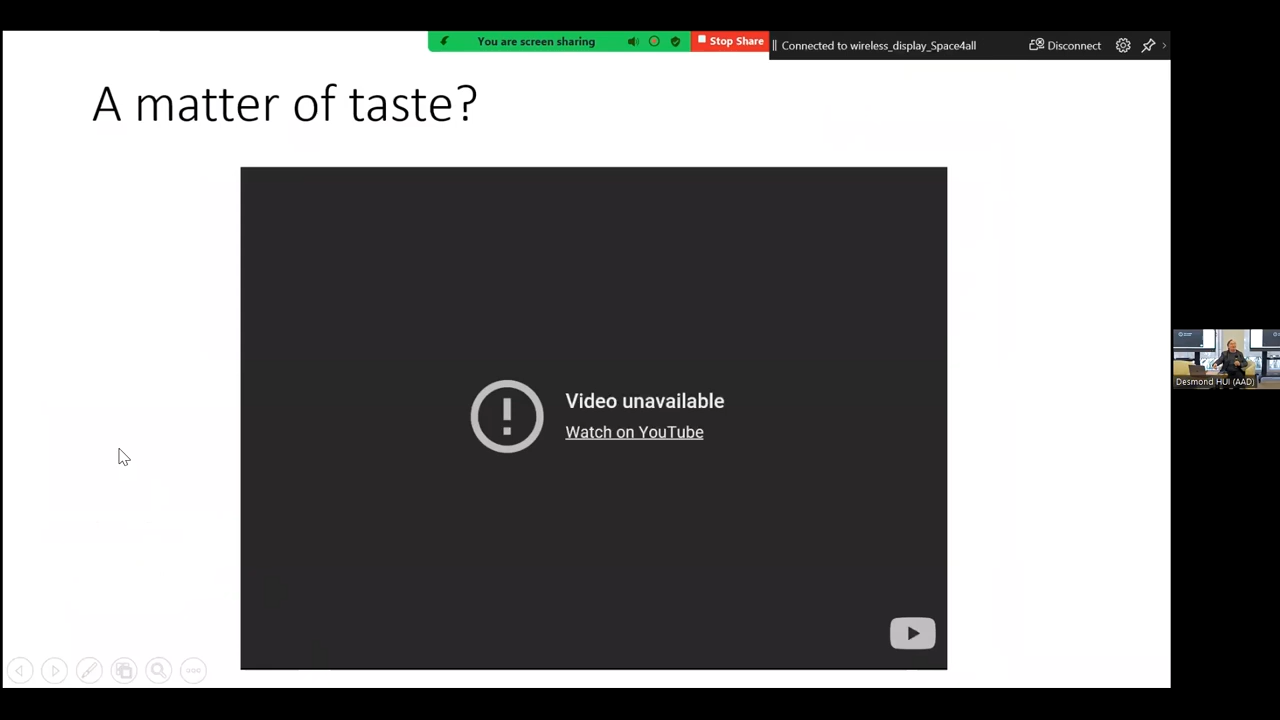 You are screen sharing
Stop Share
Connected to wireless_display_Space4all
Disconnect
A matter of taste?
Video unavailable
Watch on YouTube
Desmond HUI (AAD)